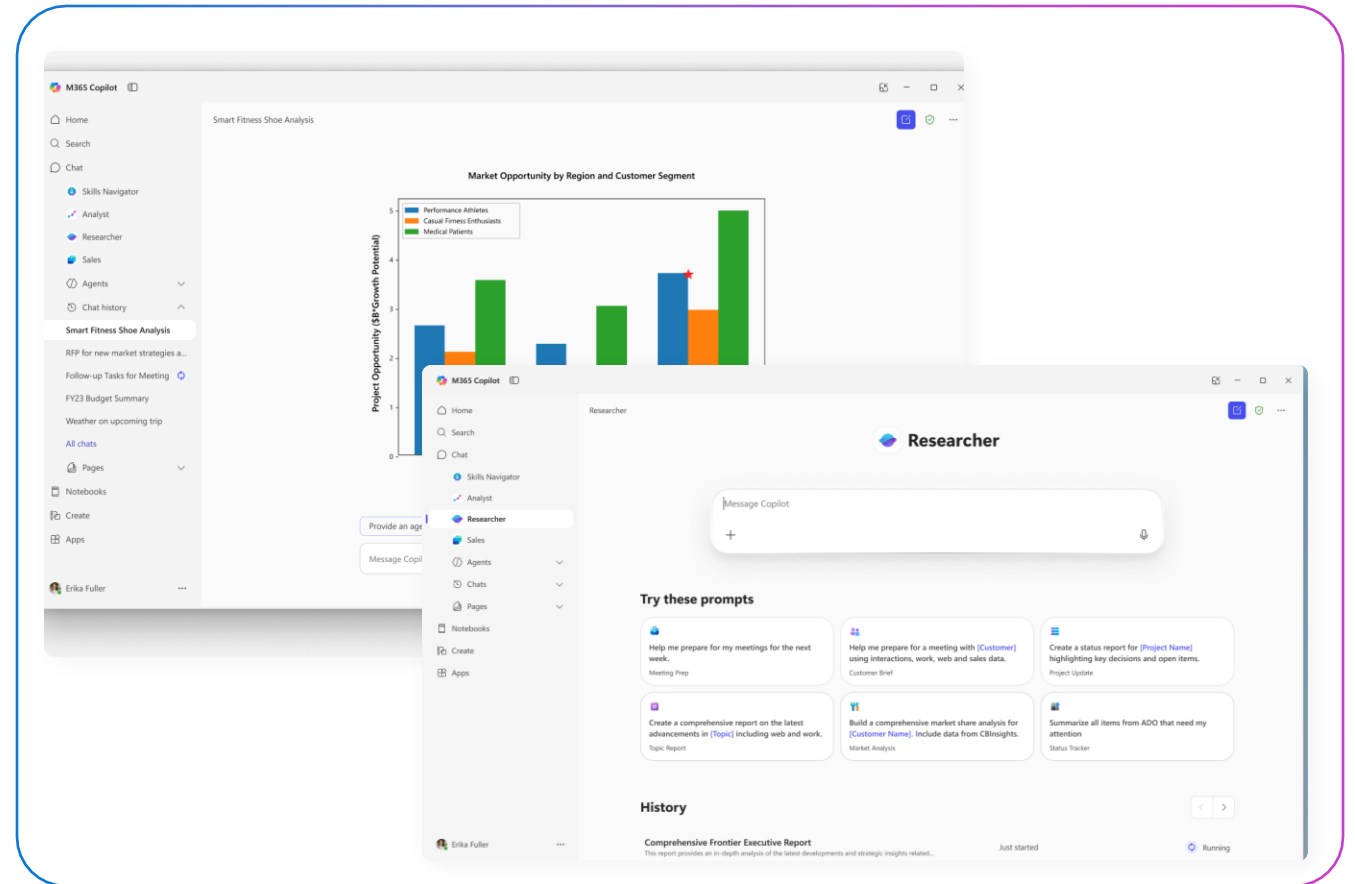 M365 Copilot
Home
Search
Chat
Skills Navigator
Analyst
Researcher
Sales
Agents
Chat history
Smart Fitness Shoe Analysis
RFP for new market strategies a...
Follow-up Tasks for Meeting
FY23 Budget Summary
Weather on upcoming trip
All chats
Pages
Notebooks
Create
Apps
Erika Fuller
Smart Fitness Shoe Analysis
Market Opportunity by Region and Customer Segment
Performance Athletes
Casual Firness Enthusiasts
Medical Patients
Project Opportunity ($B*Growth Potential)
5
4
3
2
1
0
Provide an age
Message Copil
M365 Copilot
Home
Search
Chat
Skills Navigator
Analyst
Researcher
Sales
Agents
Chats
Pages
Notebooks
Create
Apps
Erika Fuller
Researcher
Researcher
Message Copilot
Try these prompts
Help me prepare for my meetings for the next
week.
Meeting Prep
Help me prepare for a meeting with [Customer]
using interactions, work, web and sales data.
Customer Brief
Create a status report for [Project Name]
highlighting key decisions and open items.
Project Update
Create a comprehensive report on the latest
advancements in [Topic] including web and work.
Topic Report
Build a comprehensive market share analysis for
[Customer Name]. Include data from CBInsights.
Market Analysis
Summarize all items from ADO that need my
attention
Status Tracker
History
Comprehensive Frontier Executive Report
This report provides an in-depth analysis of the latest developments and strategic insights related...
Just started
Running